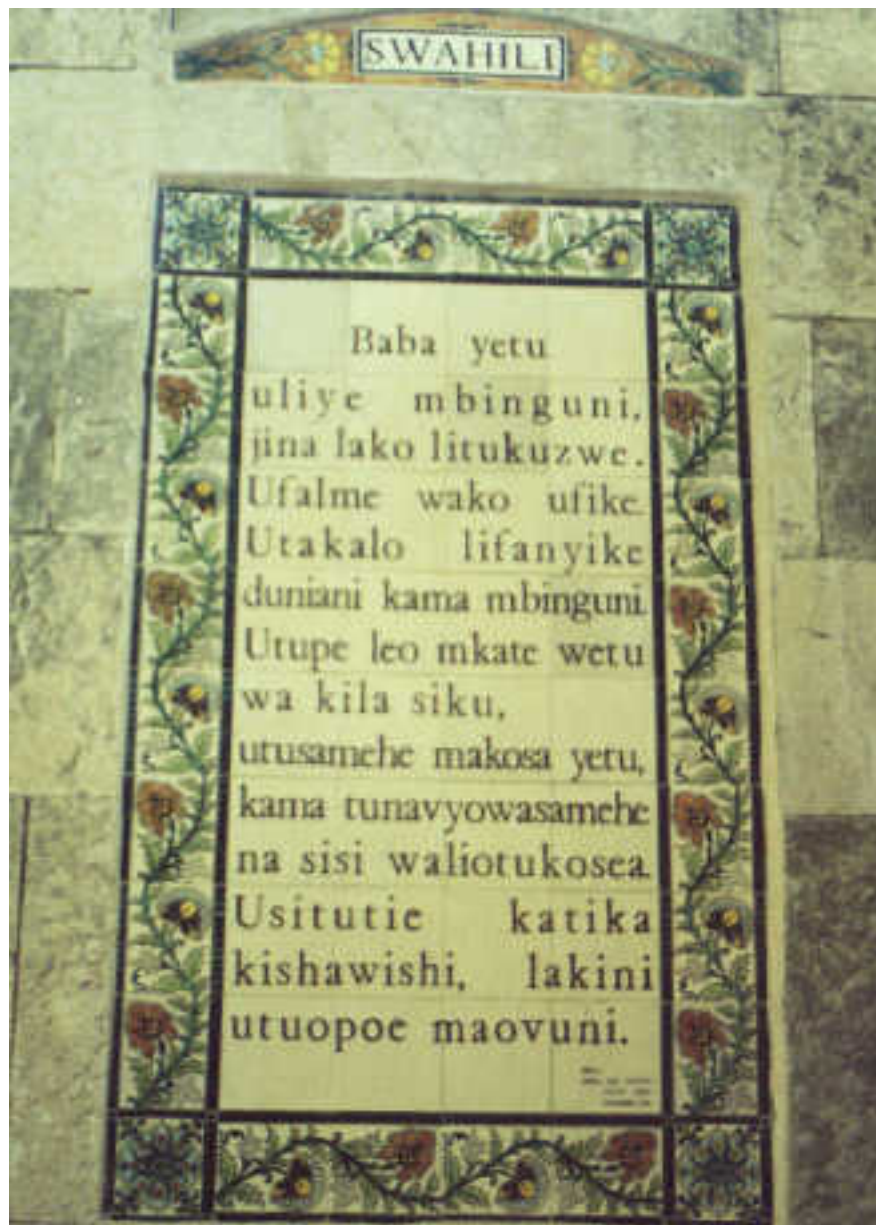 SWAHILI
Baba yetu
uliye mbinguni,
jina lako litukuzwe.
Ufalme wako ufike.
Utakalo lifanyike
duniani kama mbinguni.
Utupe leo mkate wetu
wa kila siku,
utusamehe makosa yetu,
kama tunavyowasamehe
na sisi waliotukosea.
Usitutie katika
kishawishi, lakini
utuopoe maovuni.